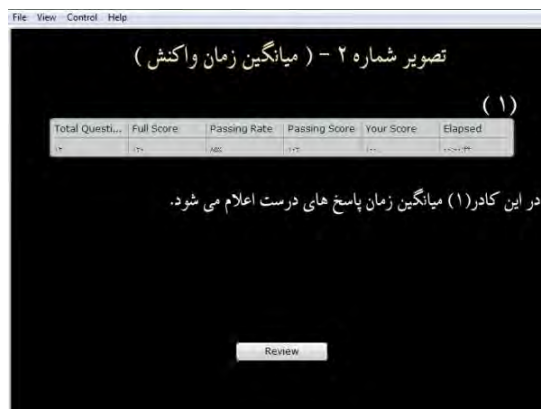 File View Control Help
تصویر شماره ۲ - ( میانگین زمان واکنش )
( ۱ )
Total Questi... Full Score Passing Rate Passing Score Your Score Elapsed
در این کادر(۱) میانگین زمان پاسخ های درست اعلام می شود.
Review